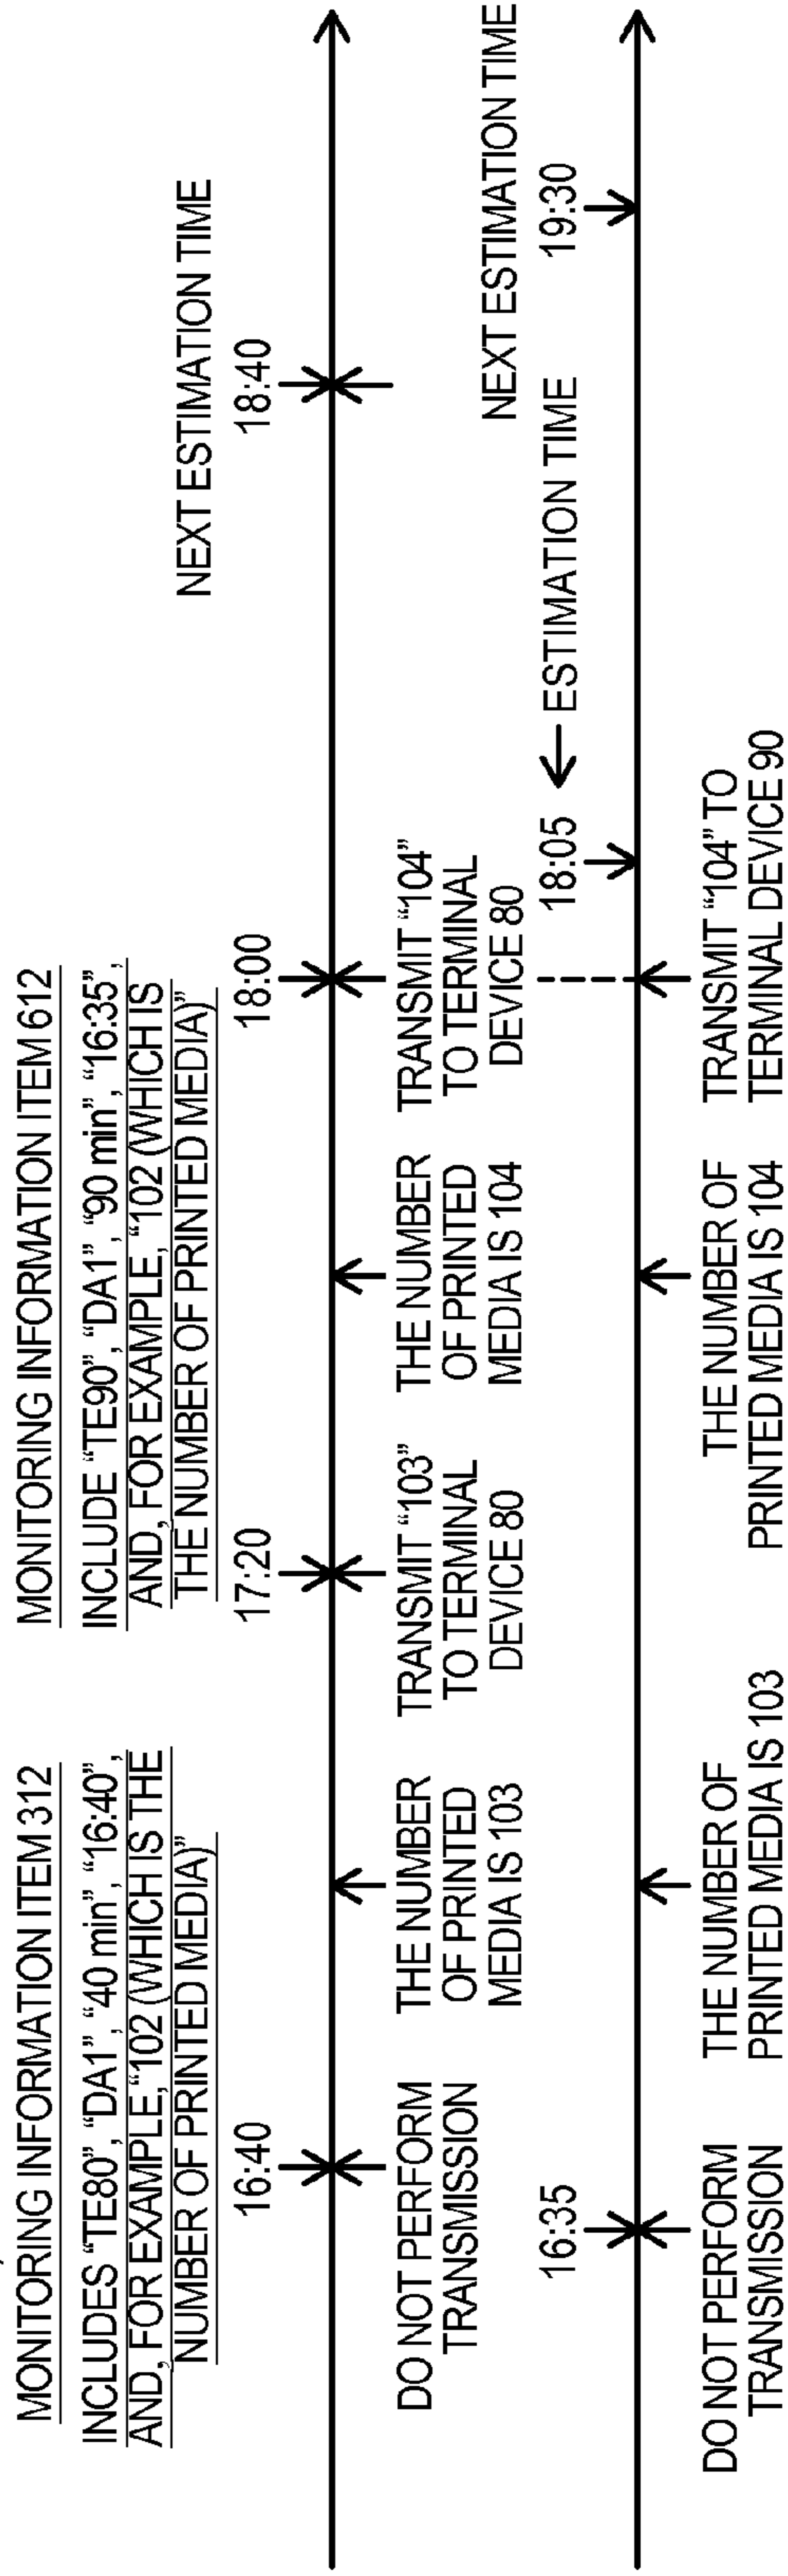 MONITORING INFORMATION ITEM 312
INCLUDES “TE80”, “DA1”, “40 min”, “16:40”,
AND, FOR EXAMPLE, “102 (WHICH IS THE
NUMBER OF PRINTED MEDIA)”
MONITORING INFORMATION ITEM 612
INCLUDE “TE90”, “DA1”, “90 min”, “16:35”,
AND, FOR EXAMPLE, “102 (WHICH IS
THE NUMBER OF PRINTED MEDIA)”
NEXT ESTIMATION TIME
16:40
17:20
18:00
18:40
DO NOT PERFORM
TRANSMISSION
THE NUMBER
OF PRINTED
MEDIA IS 103
TRANSMIT “103”
TO TERMINAL
DEVICE 80
THE NUMBER
OF PRINTED
MEDIA IS 104
TRANSMIT “104”
TO TERMINAL
DEVICE 80
NEXT ESTIMATION TIME
16:35
18:05
ESTIMATION TIME
19:30
DO NOT PERFORM
TRANSMISSION
THE NUMBER OF
PRINTED MEDIA IS 103
THE NUMBER OF
PRINTED MEDIA IS 104
TRANSMIT “104” TO
TERMINAL DEVICE 90